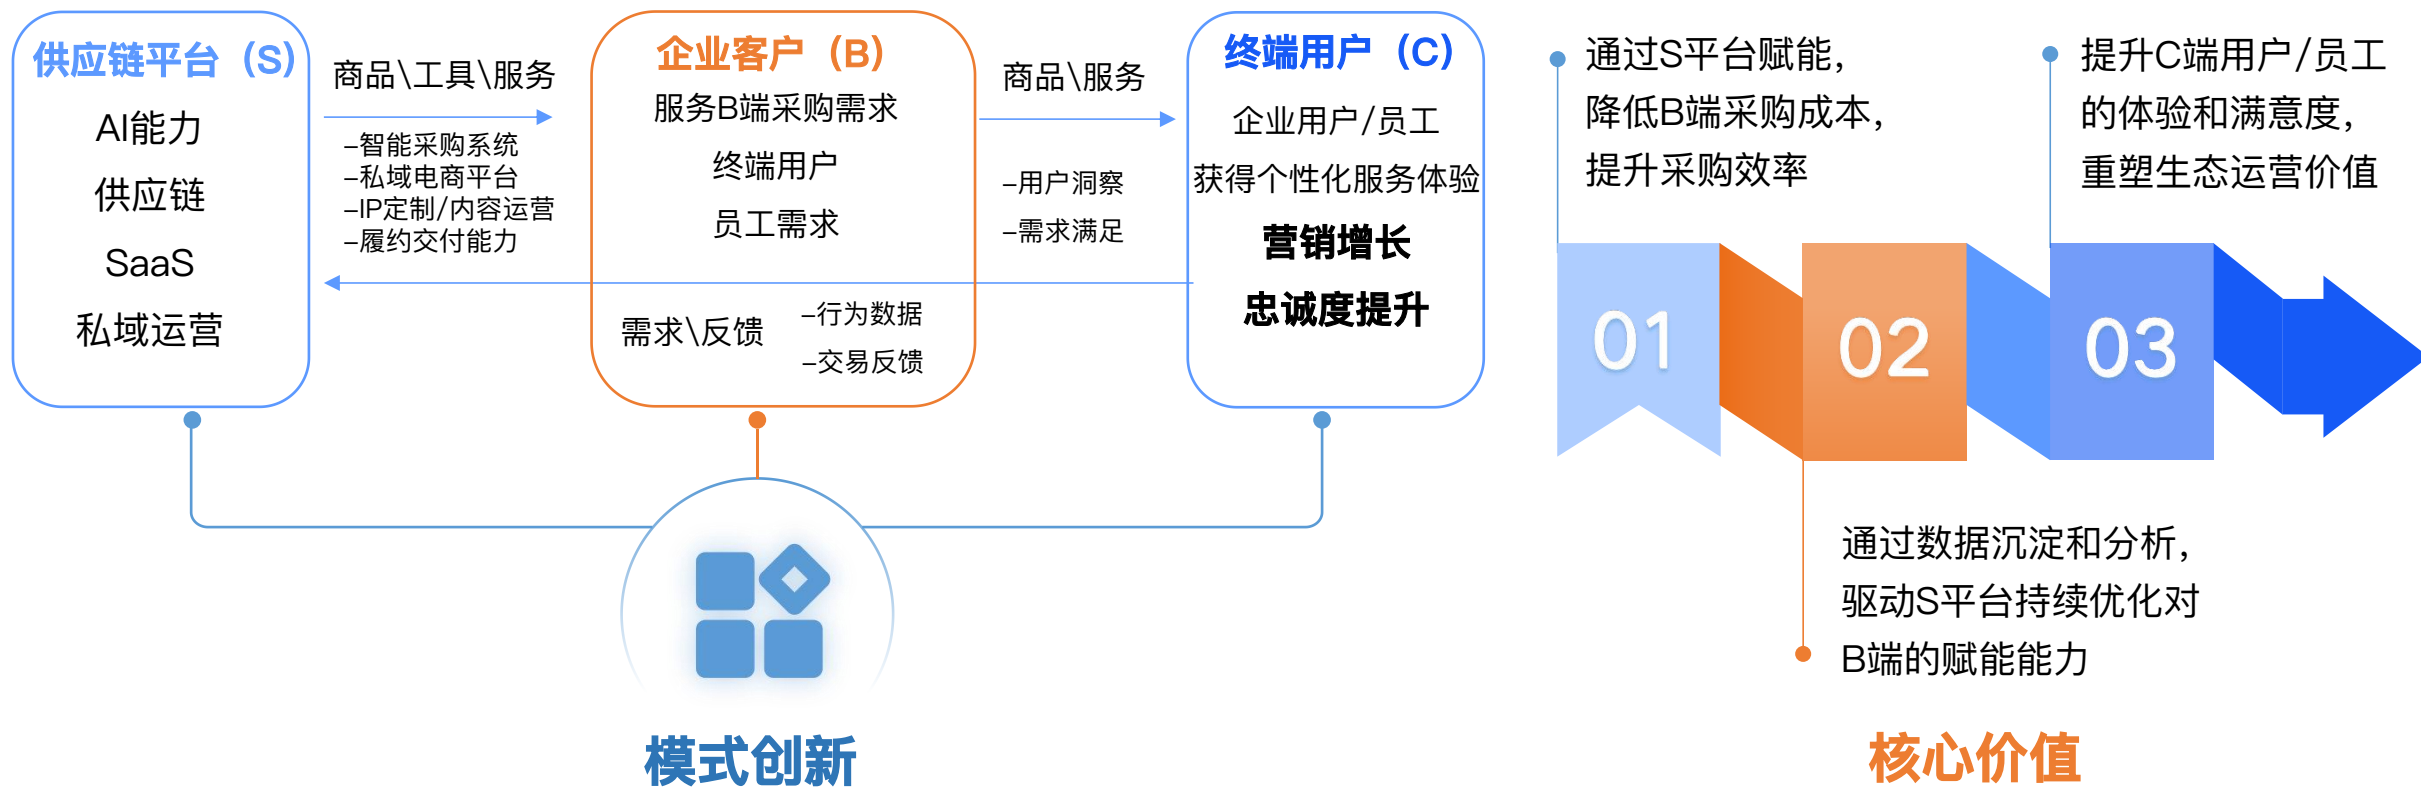 供应链平台（S）
AI能力
供应链
SaaS
私域运营
商品\工具\服务
–智能采购系统
–私域电商平台
–IP定制/内容运营
–履约交付能力
企业客户（B）
服务B端采购需求
终端用户
员工需求
需求\反馈
–行为数据
–交易反馈
商品\服务
–用户洞察
–需求满足
终端用户（C）
企业用户/员工
获得个性化服务体验
营销增长
忠诚度提升
模式创新
通过S平台赋能，
降低B端采购成本，
提升采购效率
01
02
通过数据沉淀和分析，
驱动S平台持续优化对
B端的赋能能力
提升C端用户/员工
的体验和满意度，
重塑生态运营价值
03
核心价值